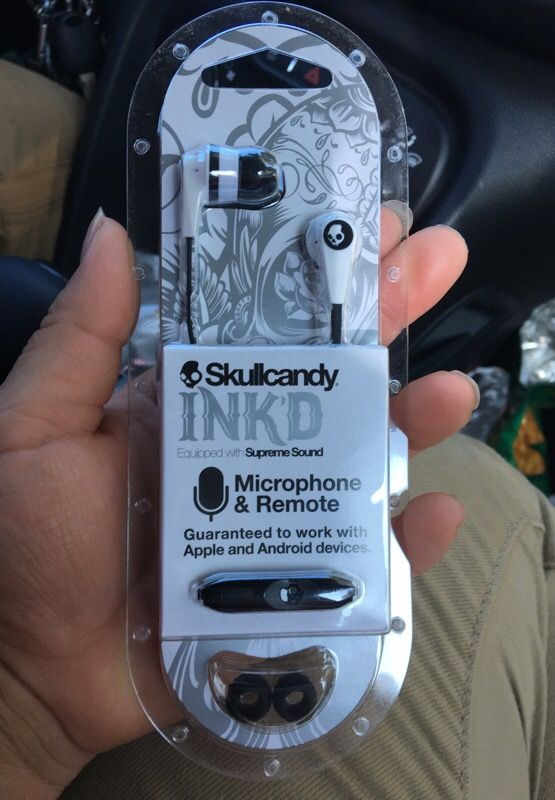 Skullcandy®
INK'D
Equipped with Supreme Sound
Microphone
& Remote
Guaranteed to work with
Apple and Android devices.